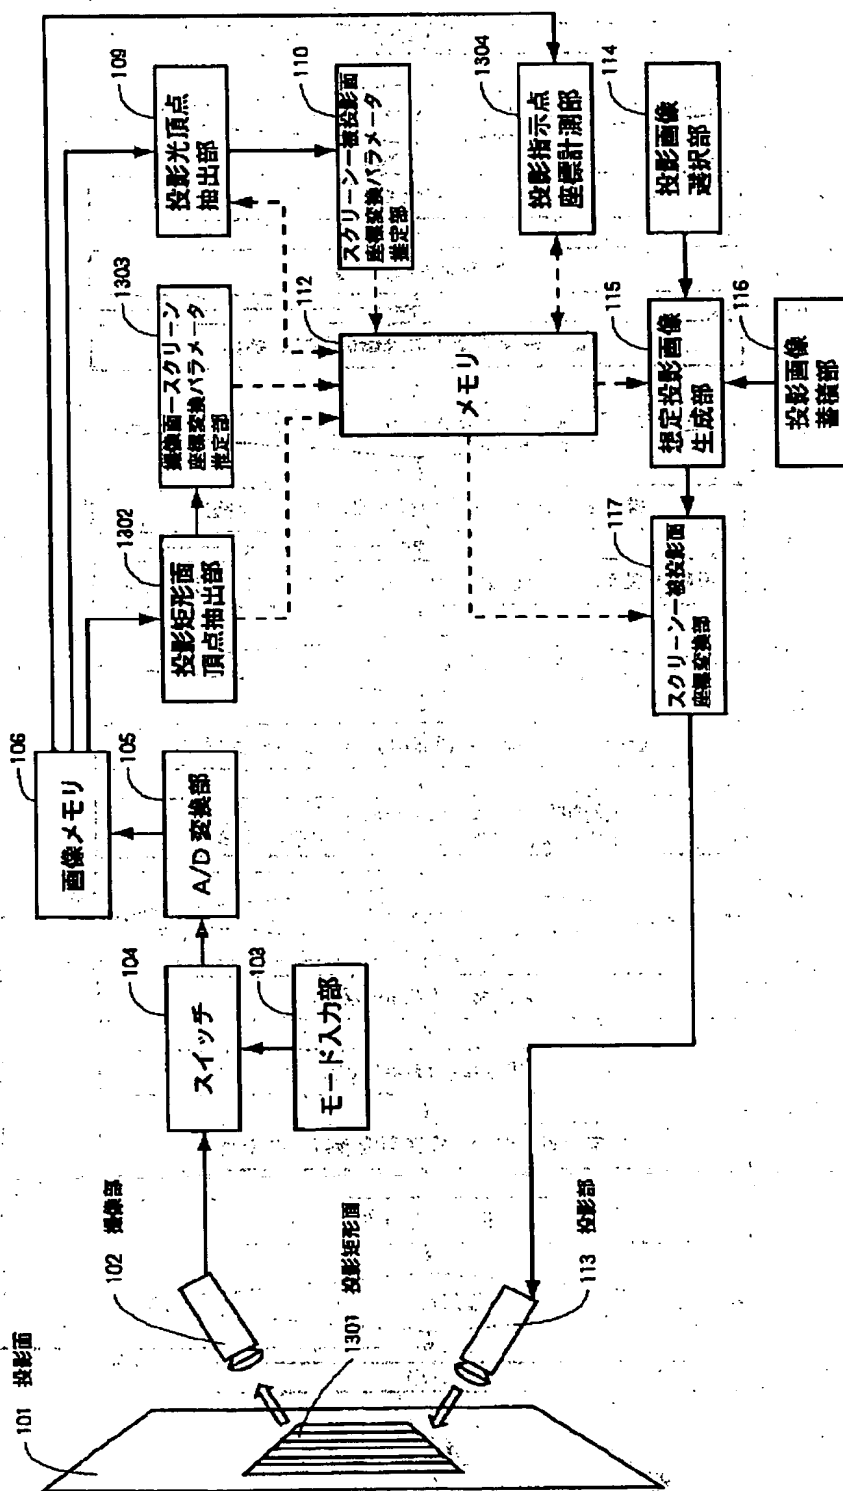 101 投影面
102 撮像部
1301 投影矩形面
113 投影部
104
スイッチ
103
モード入力部
106
画像メモリ
105
A/D 変換部
1302
投影矩形面
頂点抽出部
1303
撮像面ースクリーン
座標変換パラメータ
推定部
109
投影光頂点
抽出部
110
スクリーンー被投影面
座標変換パラメータ
推定部
112
メモリ
1304
投影指示点
座標計測部
114
投影画像
選択部
115
想定投影画像
生成部
116
投影画像
蓄積部
117
スクリーンー被投影面
座標変換部